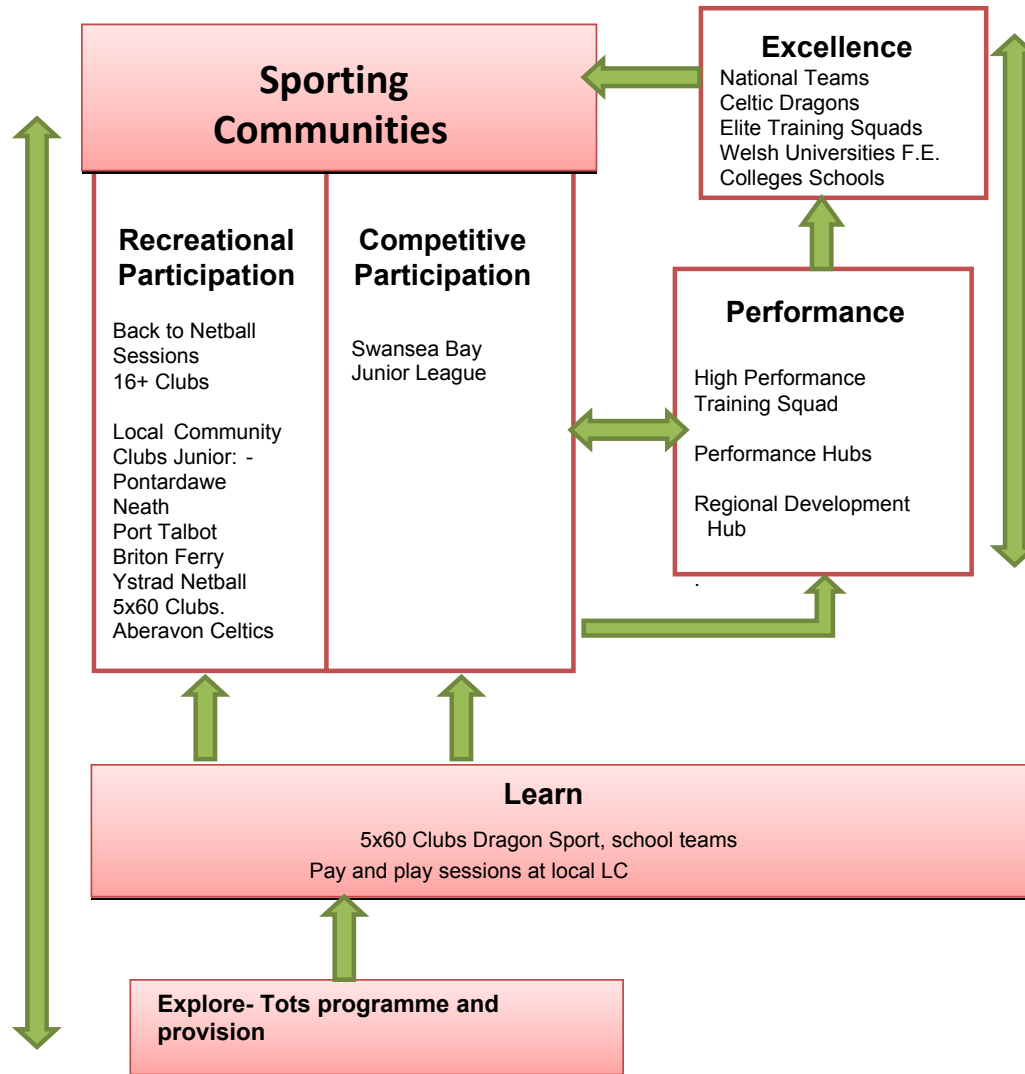 Sporting
Communities
Excellence
National Teams
Celtic Dragons
Elite Training Squads
Welsh Universities F.E.
Colleges Schools
Recreational
Participation
Back to Netball
Sessions
16+ Clubs
Local Community
Clubs Junior: -
Pontardawe
Neath
Port Talbot
Briton Ferry
Ystrad Netball
5x60 Clubs.
Aberavon Celtics
Competitive
Participation
Swansea Bay
Junior League
Performance
High Performance
Training Squad
Performance Hubs
Regional Development
Hub
.
Learn
5x60 Clubs Dragon Sport, school teams
Pay and play sessions at local LC
Explore- Tots programme and
provision